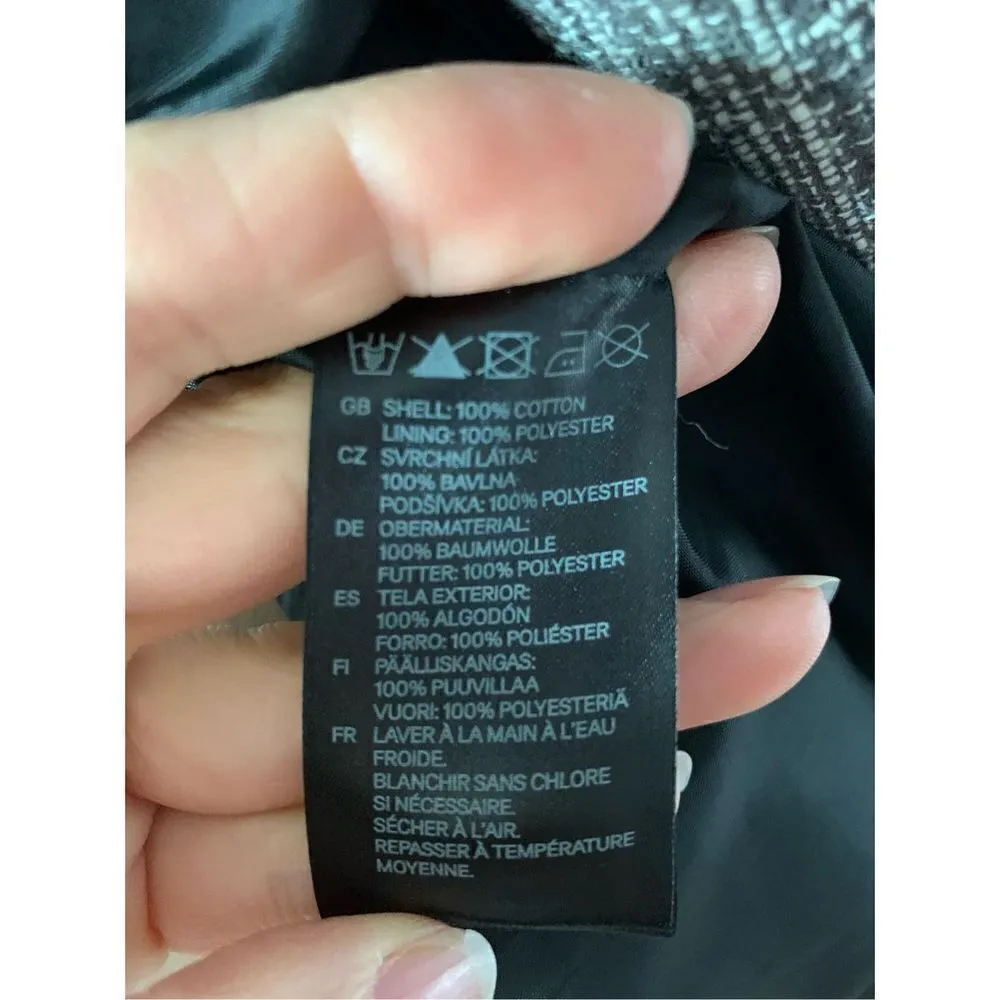 GB SHELL: 100% COTTON
LINING: 100% POLYESTER
CZ SVRCHNÍ LÁTKA:
100% BAVLNA
PODŠÍVKA: 100% POLYESTER
DE OBERMATERIAL:
100% BAUMWOLLE
FUTTER: 100% POLYESTER
ES TELA EXTERIOR:
100% ALGODÓN
FORRO: 100% POLIÉSTER
FI PÄÄLLISKANGAS:
100% PUUVILLAA
VUORI: 100% POLYESTERIÄ
FR LAVER À LA MAIN À L'EAU
FROIDE.
BLANCHIR SANS CHLORE
SI NÉCESSAIRE.
SÉCHER À L'AIR.
REPASSER À TEMPÉRATURE
MOYENNE.